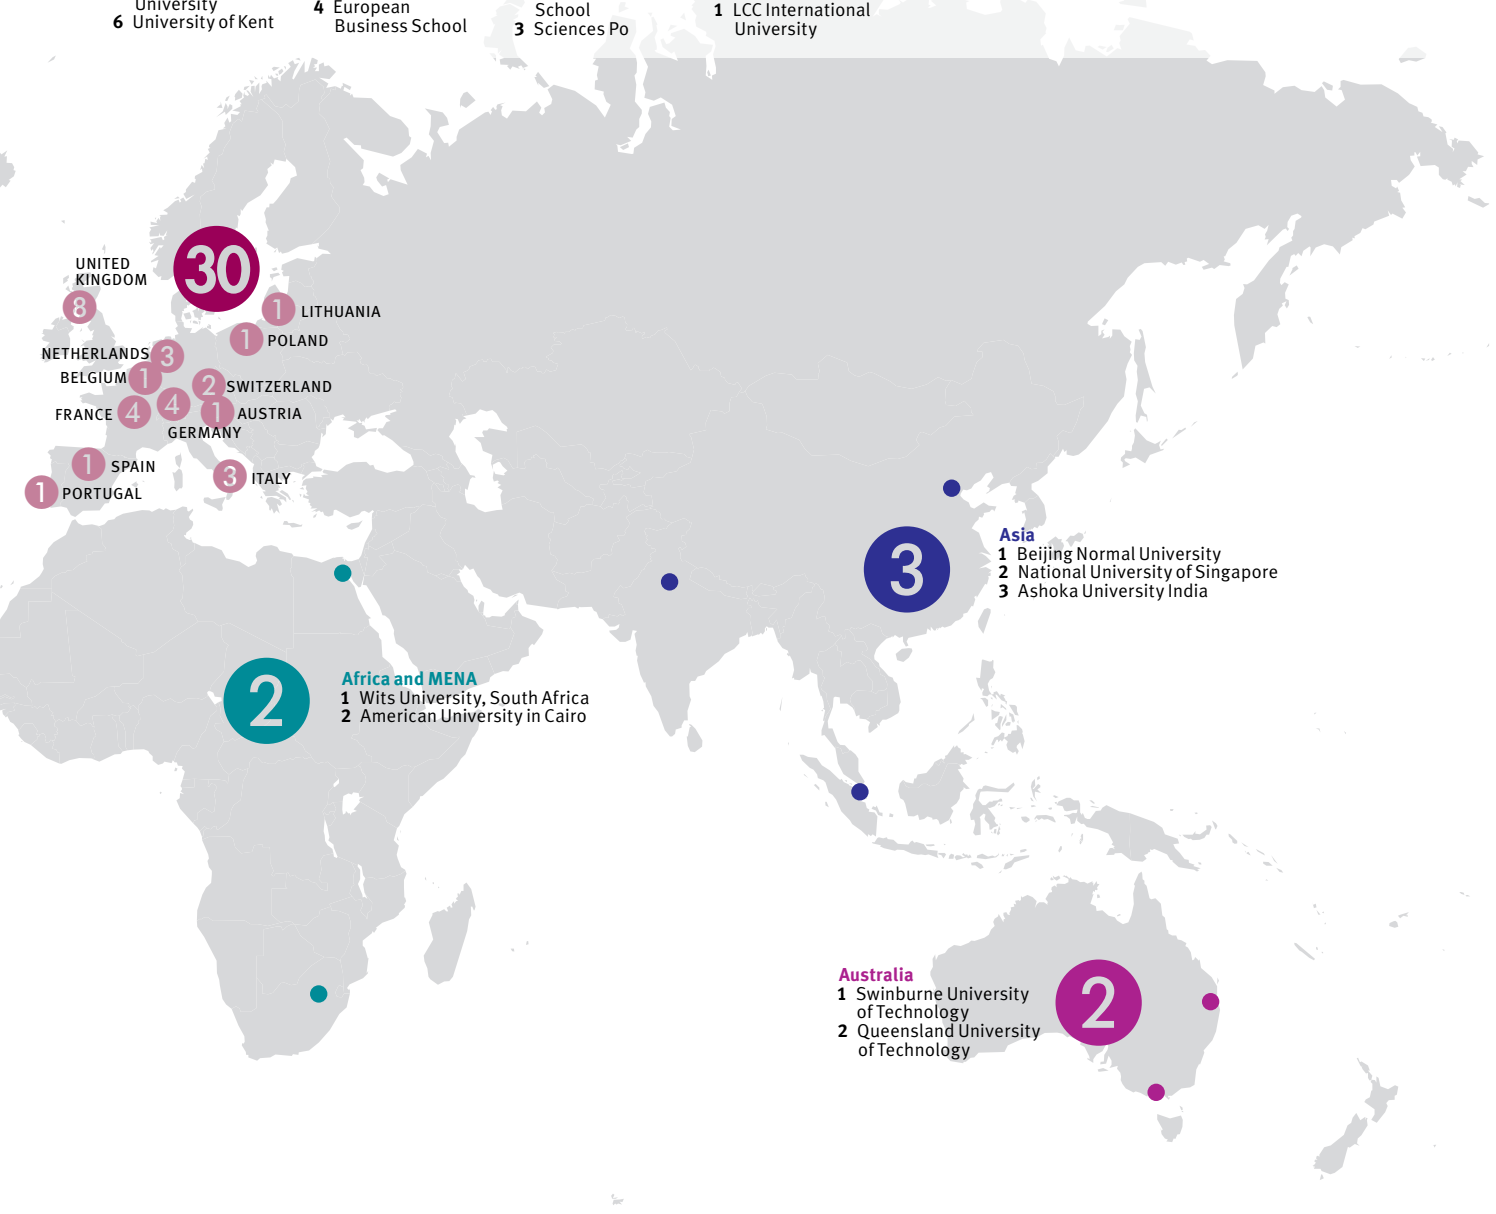 University
6 University of Kent
4 European
Business School
School
3 Sciences Po
1 LCC International
University
30
UNITED
KINGDOM
8
1 LITHUANIA
1 POLAND
NETHERLANDS 3
BELGIUM 1
2 SWITZERLAND
FRANCE 4
4
GERMANY
1 AUSTRIA
1 SPAIN
3 ITALY
1 PORTUGAL
3
Asia
1 Beijing Normal University
2 National University of Singapore
3 Ashoka University India
2
Africa and MENA
1 Wits University, South Africa
2 American University in Cairo
Australia
1 Swinburne University
of Technology
2 Queensland University
of Technology
2